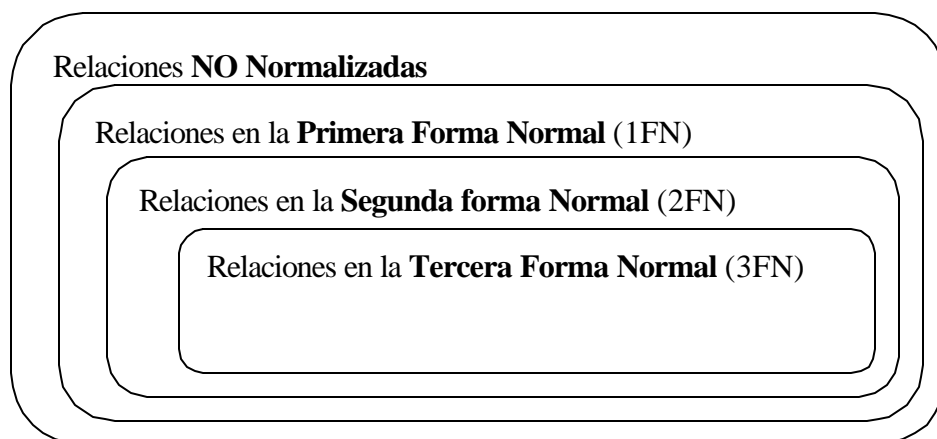 Relaciones NO Normalizadas
Relaciones en la Primera Forma Normal (1FN)
Relaciones en la Segunda forma Normal (2FN)
Relaciones en la Tercera Forma Normal (3FN)